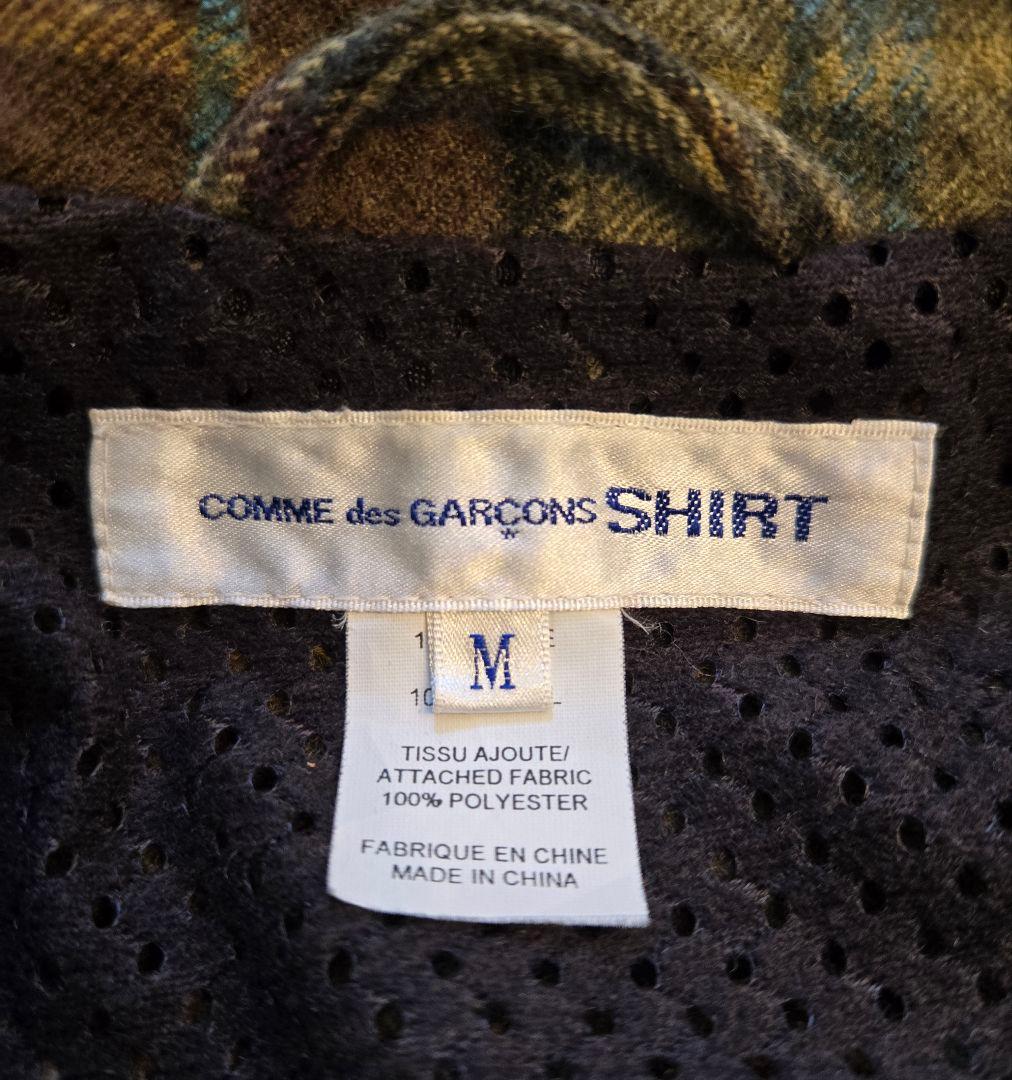 COMME des GARÇONS SHIRT
M
TISSU AJOUTE/
ATTACHED FABRIC
100% POLYESTER
FABRIQUE EN CHINE
MADE IN CHINA